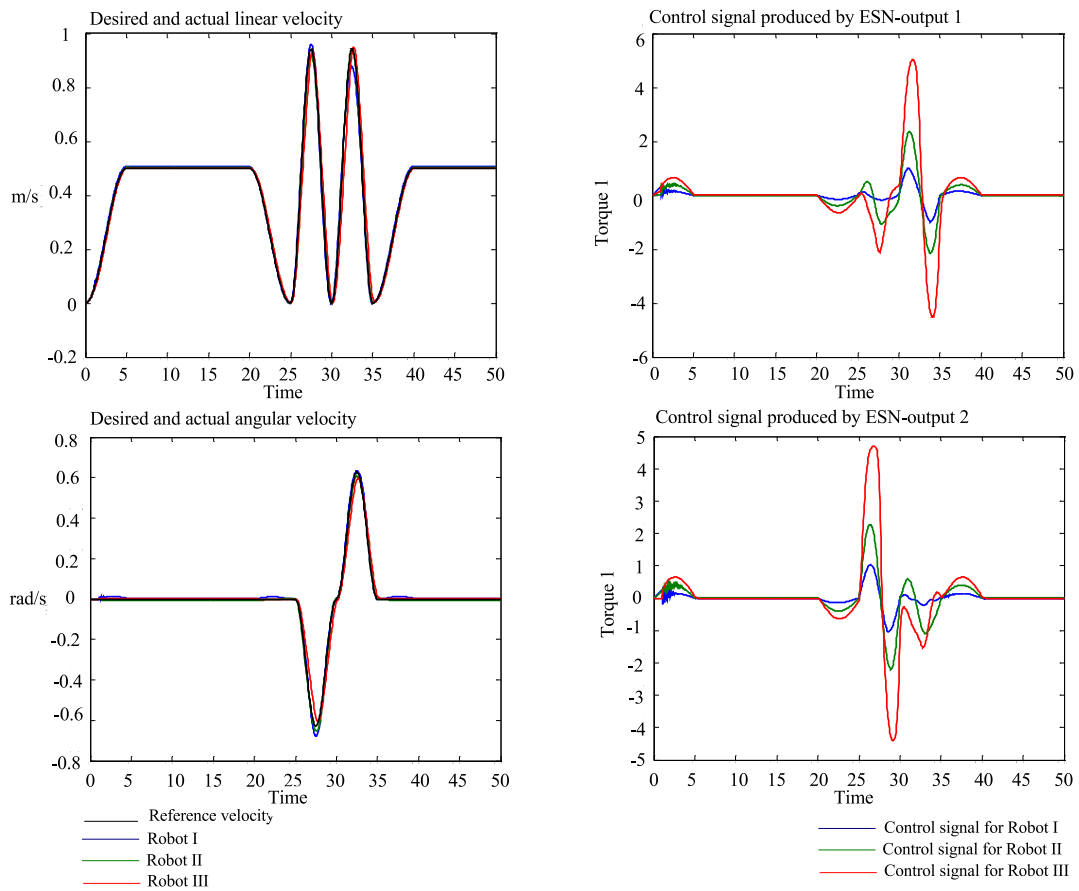 Desired and actual linear velocity
1
0.8
0.6
m/s
0.4
0.2
0
-0.2
0 5 10 15 20 25 30 35 40 45 50
Time
Control signal produced by ESN-output 1
6
4
2
0
Torque 1
-2
-4
-6
0 5 10 15 20 25 30 35 40 45 50
Time
Desired and actual angular velocity
0.8
0.6
0.4
0.2
0
rad/s
-0.2
-0.4
-0.6
-0.8
0 5 10 15 20 25 30 35 40 45 50
Time
Reference velocity
Robot I
Robot II
Robot III
Control signal produced by ESN-output 2
5
4
3
2
1
0
Torque 1
-1
-2
-3
-4
-5
0 5 10 15 20 25 30 35 40 45 50
Time
Control signal for Robot I
Control signal for Robot II
Control signal for Robot III